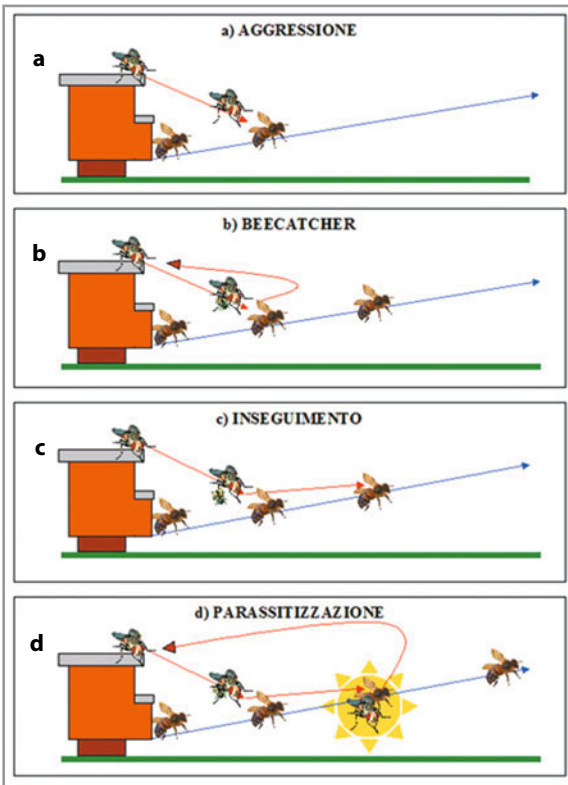 a) AGGRESSIONE
a
b) BEECATCHER
b
c) INSEGUIMENTO
c
d) PARASSITIZZAZIONE
d